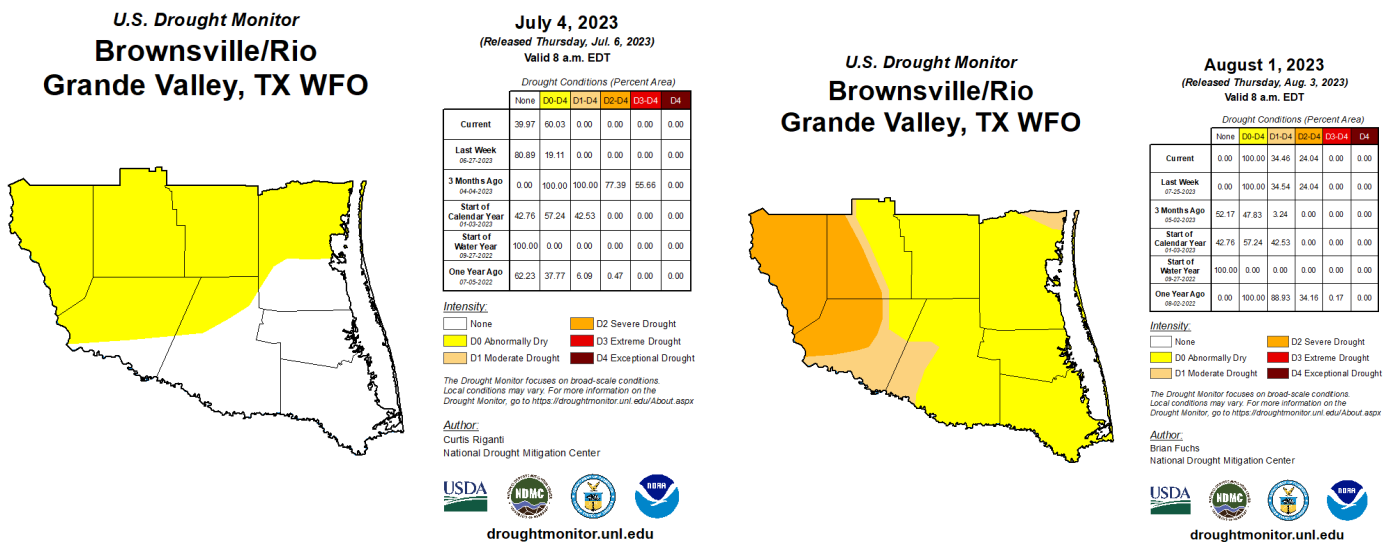 U.S. Drought Monitor
Brownsville/Rio
Grande Valley, TX WFO
July 4, 2023
(Released Thursday, Jul. 6, 2023)
Valid 8 a.m. EDT
Drought Conditions (Percent Area)
None D0-D4 D1-D4 D2-D4 D3-D4 D4
Current 39.97 60.03 0.00 0.00 0.00 0.00
Last Week 80.89 19.11 0.00 0.00 0.00 0.00
06-27-2023
3 Months Ago 0.00 100.00 100.00 77.39 55.66 0.00
04-04-2023
Start of
Calendar Year 42.76 57.24 42.53 0.00 0.00 0.00
01-03-2023
Start of
Water Year 100.00 0.00 0.00 0.00 0.00 0.00
09-27-2022
One Year Ago 62.23 37.77 6.09 0.47 0.00 0.00
07-05-2022
Intensity:
None
D0 Abnormally Dry
D1 Moderate Drought
D2 Severe Drought
D3 Extreme Drought
D4 Exceptional Drought
The Drought Monitor focuses on broad-scale conditions.
Local conditions may vary. For more information on the
Drought Monitor, go to https://droughtmonitor.unl.edu/About.aspx
Author:
Curtis Riganti
National Drought Mitigation Center
USDA
NDMC
NOAA
droughtmonitor.unl.edu
U.S. Drought Monitor
Brownsville/Rio
Grande Valley, TX WFO
August 1, 2023
(Released Thursday, Aug. 3, 2023)
Valid 8 a.m. EDT
Drought Conditions (Percent Area)
None D0-D4 D1-D4 D2-D4 D3-D4 D4
Current 0.00 100.00 34.46 24.04 0.00 0.00
Last Week 0.00 100.00 34.54 24.04 0.00 0.00
07-25-2023
3 Months Ago 52.17 47.83 3.24 0.00 0.00 0.00
05-02-2023
Start of
Calendar Year 42.76 57.24 42.53 0.00 0.00 0.00
01-03-2023
Start of
Water Year 100.00 0.00 0.00 0.00 0.00 0.00
09-27-2022
One Year Ago 0.00 100.00 88.93 34.16 0.17 0.00
08-02-2022
Intensity:
None
D0 Abnormally Dry
D1 Moderate Drought
D2 Severe Drought
D3 Extreme Drought
D4 Exceptional Drought
The Drought Monitor focuses on broad-scale conditions.
Local conditions may vary. For more information on the
Drought Monitor, go to https://droughtmonitor.unl.edu/About.aspx
Author:
Brian Fuchs
National Drought Mitigation Center
USDA
NDMC
NOAA
droughtmonitor.unl.edu